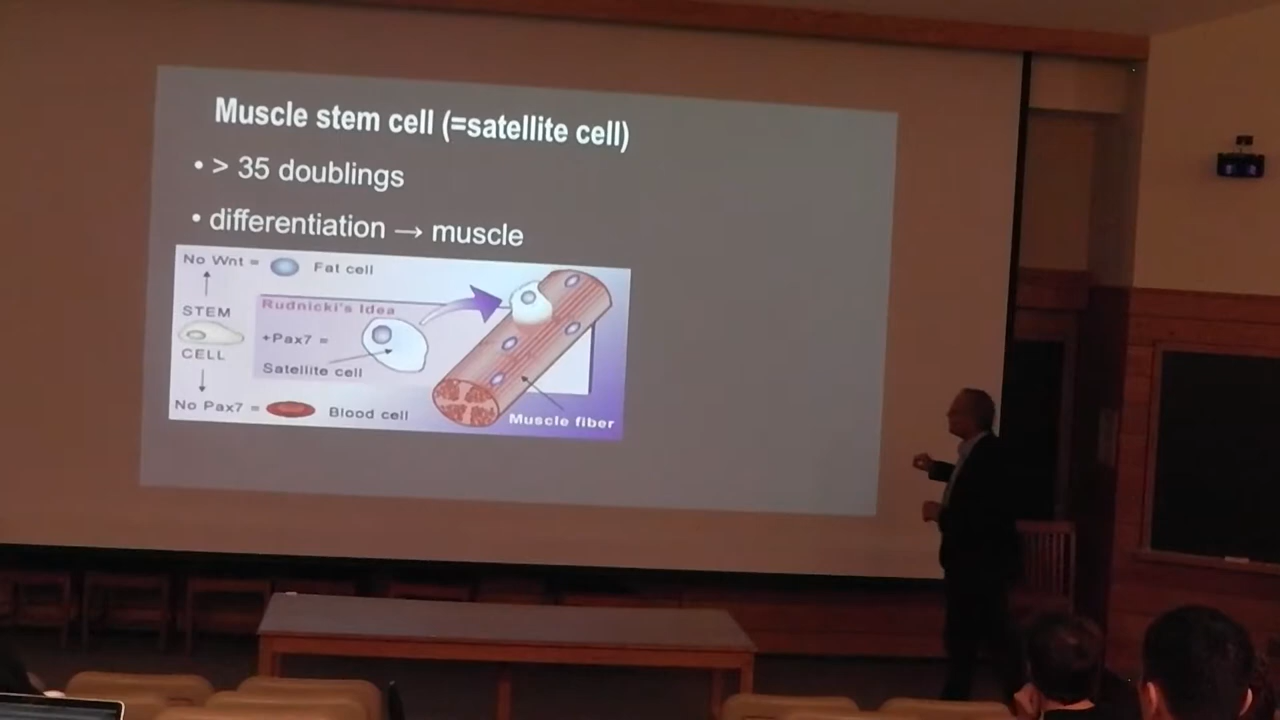 Muscle stem cell (=satellite cell)
• > 35 doublings
• differentiation → muscle
No Wnt = Fat cell
STEM
CELL
No Pax7 = Blood cell
Rudnicki's Idea
+Pax7 =
Satellite cell
Muscle fiber